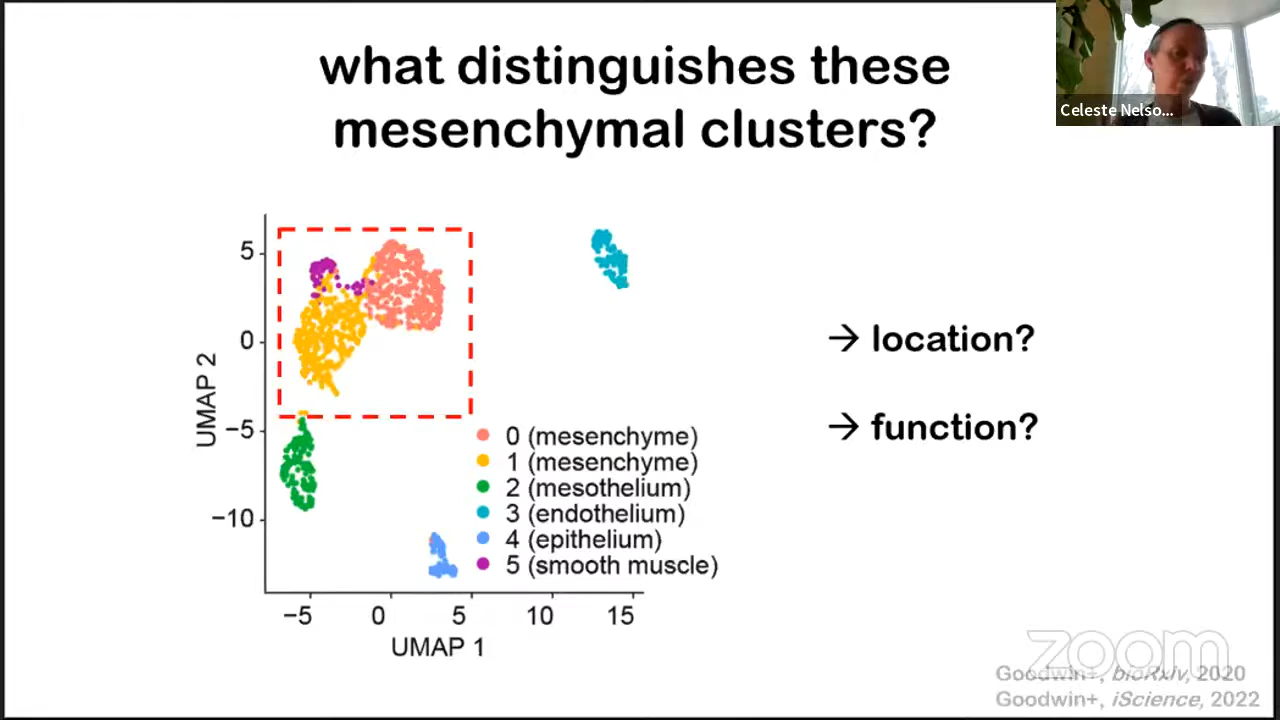 what distinguishes these
mesenchymal clusters?
Celeste Nelso...
5
0
−5
−10
UMAP 2
−5 0 5 10 15
UMAP 1
0 (mesenchyme)
1 (mesenchyme)
2 (mesothelium)
3 (endothelium)
4 (epithelium)
5 (smooth muscle)
→ location?
→ function?
zoom
Goodwin+, bioRxiv, 2020
Goodwin+, iScience, 2022